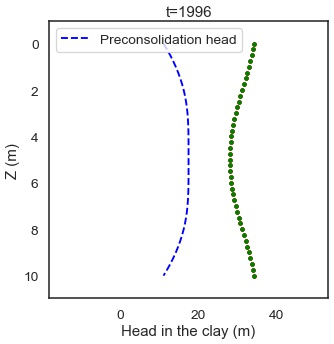 t=1996
Preconsolidation head
0
2
4
6
8
10
Z (m)
0 20 40
Head in the clay (m)